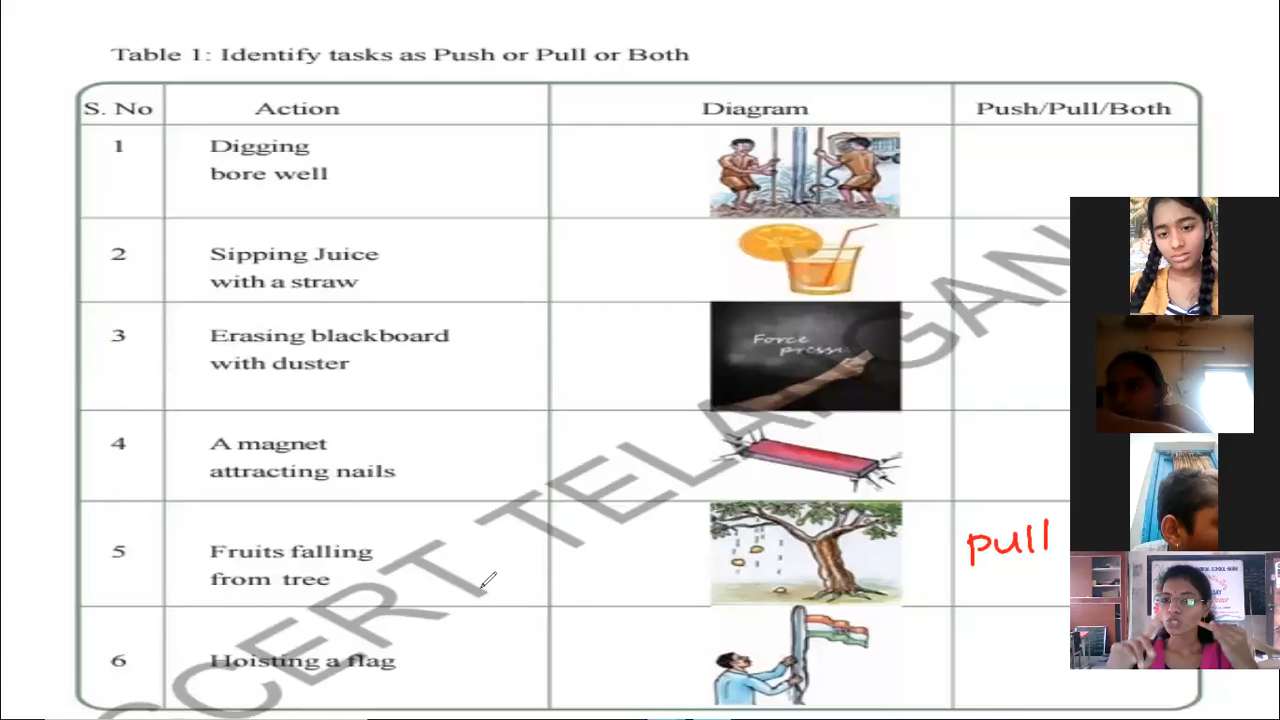 Table 1: Identify tasks as Push or Pull or Both
S. No Action Diagram Push/Pull/Both
1 Digging
bore well
2 Sipping Juice
with a straw
3 Erasing blackboard
with duster
Force
4 A magnet
attracting nails
5 Fruits falling
from tree
pull
6 Hoisting a flag
SCERT TELANGAN